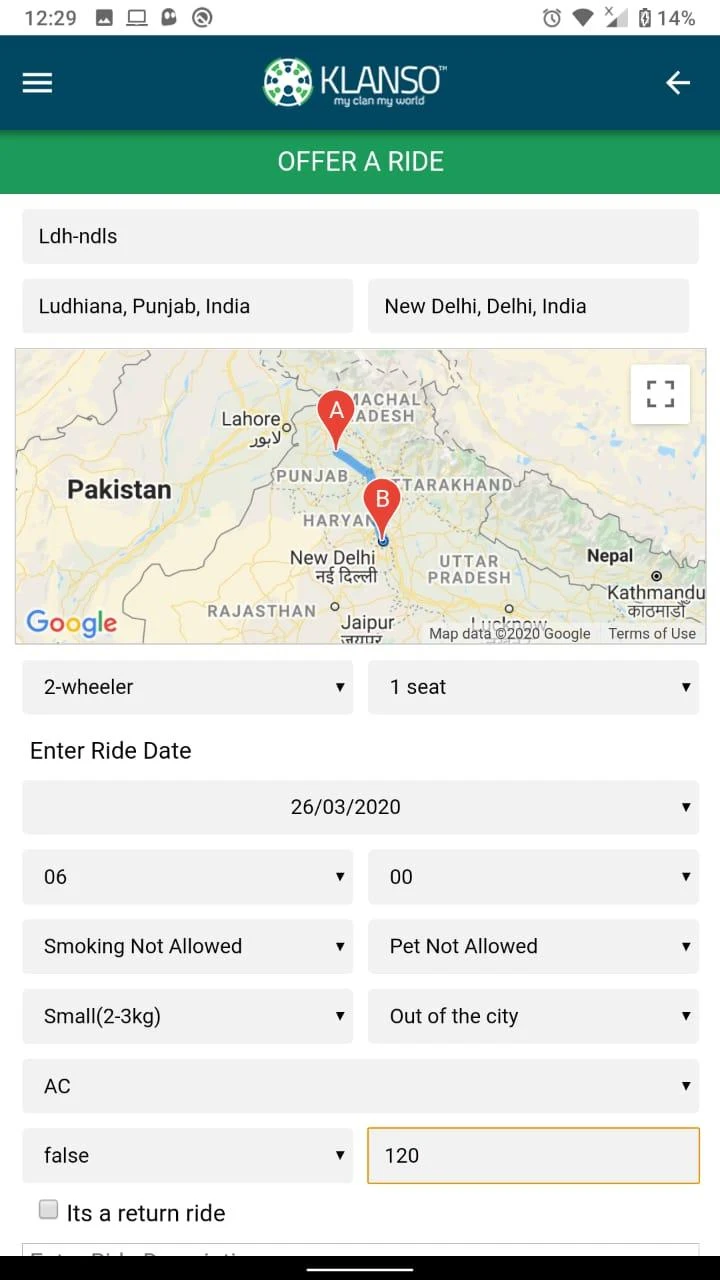 12:29
14%
KLANSO™
my clan my world
OFFER A RIDE
Ldh-ndls
Ludhiana, Punjab, India
New Delhi, Delhi, India
MACHAL
ADESH
Lahore
لاہور
A
PUNJAB
Pakistan
B
TTARAKHAND
HARYAN
New Delhi
नई दिल्ली
UTTAR
PRADESH
Nepal
Kathmandu
काठमाडौं
RAJASTHAN
Jaipur
जयपुर
Lucknow
Google
Map data ©2020 Google
Terms of Use
2-wheeler
1 seat
Enter Ride Date
26/03/2020
06
00
Smoking Not Allowed
Pet Not Allowed
Small(2-3kg)
Out of the city
AC
false
120
Its a return ride